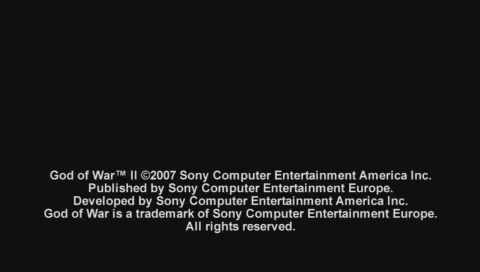 God of War™ II ©2007 Sony Computer Entertainment America Inc.
Published by Sony Computer Entertainment Europe.
Developed by Sony Computer Entertainment America Inc.
God of War is a trademark of Sony Computer Entertainment Europe.
All rights reserved.